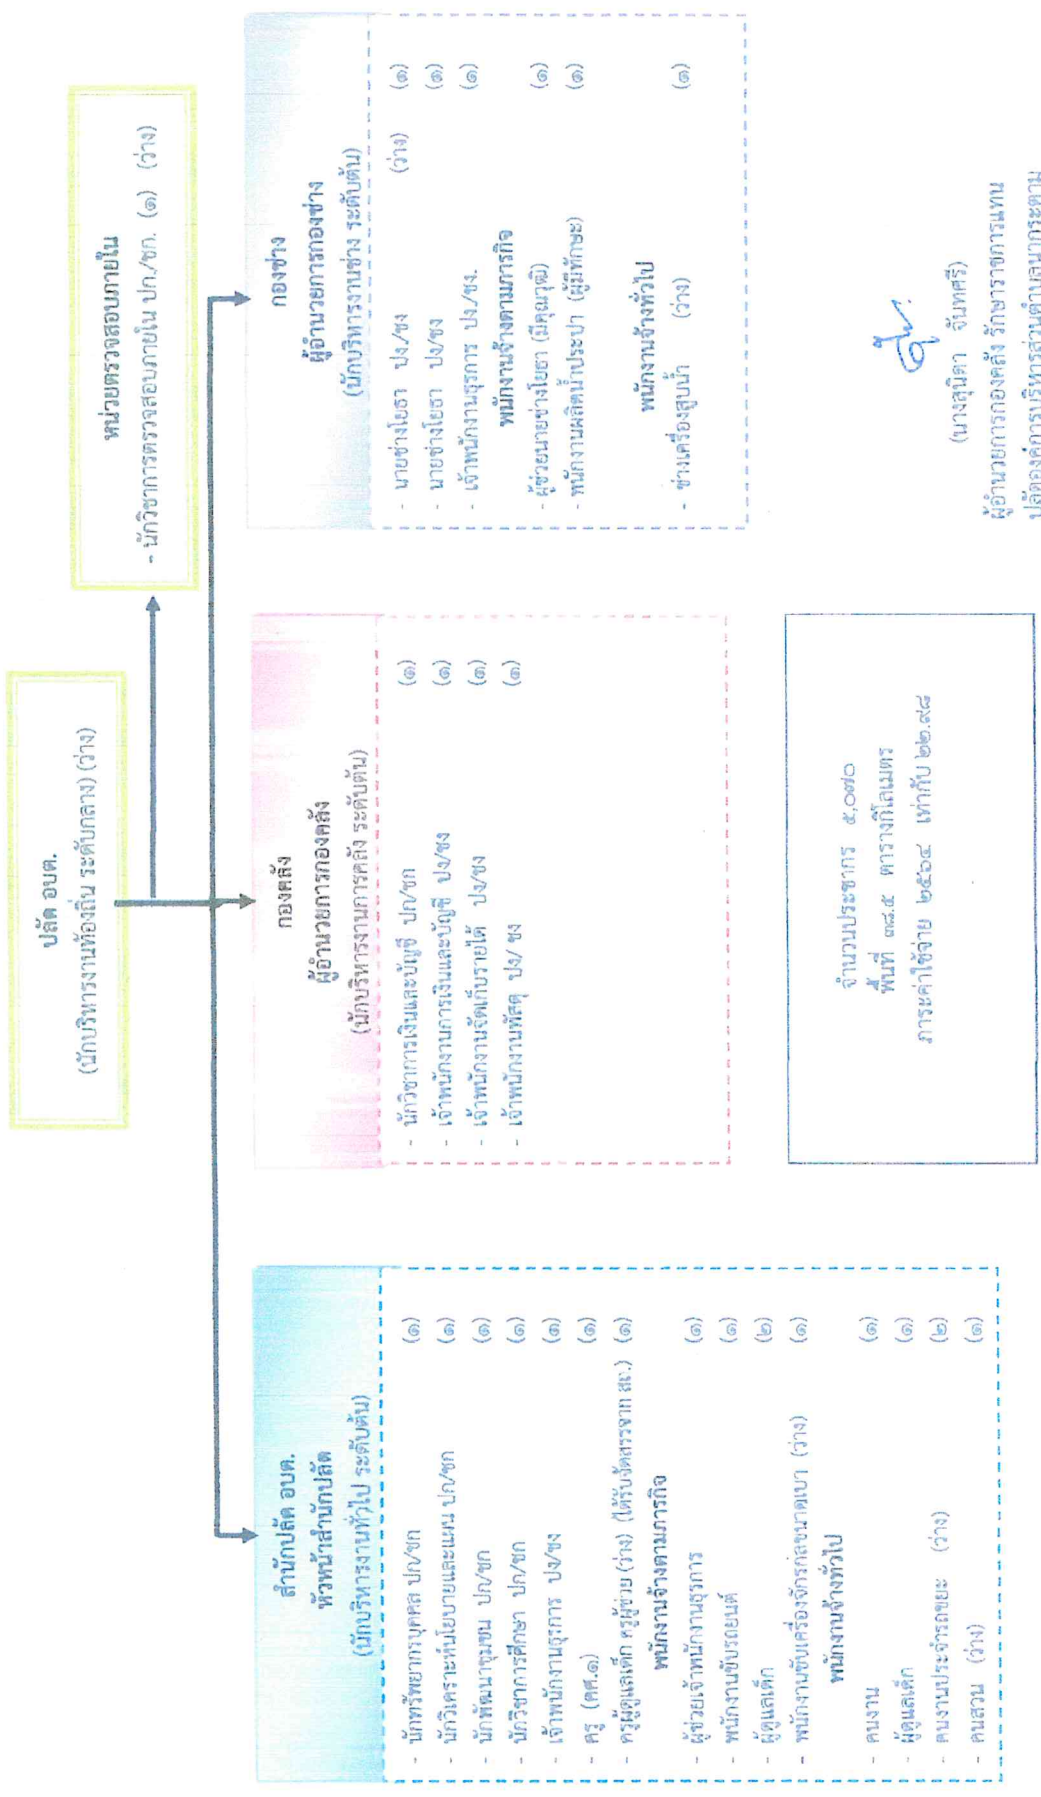 ปลัด อบต.
(นักบริหารงานท้องถิ่น ระดับกลาง) (ว่าง)
หน่วยตรวจสอบภายใน
- นักวิชาการตรวจสอบภายใน ปก./ชก. (๑) (ว่าง)
สำนักปลัด อบต.
หัวหน้าสำนักปลัด
(นักบริหารงานทั่วไป ระดับต้น)
- นักทรัพยากรบุคคล ปก/ชก (๑)
- นักวิเคราะห์นโยบายและแผน ปก/ชก (๑)
- นักพัฒนาชุมชน ปก/ชก (๑)
- นักวิชาการศึกษา ปก/ชก (๑)
- เจ้าพนักงานธุรการ ปง/ชง (๑)
- ครู (คศ.๑) (๑)
- ครูผู้ดูแลเด็ก ครูผู้ช่วย (ว่าง) (ได้รับจัดสรรจาก สถ.) (๑)
พนักงานจ้างตามภารกิจ
- ผู้ช่วยเจ้าพนักงานธุรการ (๑)
- พนักงานขับรถยนต์ (๑)
- ผู้ดูแลเด็ก (๒)
- พนักงานขับเครื่องจักรกลขนาดเบา (ว่าง) (๑)
พนักงานจ้างทั่วไป
- คนงาน (๑)
- ผู้ดูแลเด็ก (๑)
- คนงานประจำรถขยะ (ว่าง) (๒)
- คนสวน (ว่าง) (๑)
กองคลัง
ผู้อำนวยการกองคลัง
(นักบริหารงานการคลัง ระดับต้น)
- นักวิชาการเงินและบัญชี ปก/ชก (๑)
- เจ้าพนักงานการเงินและบัญชี ปง/ชง (๑)
- เจ้าพนักงานจัดเก็บรายได้ ปง/ชง (๑)
- เจ้าพนักงานพัสดุ ปง/ ชง (๑)
กองช่าง
ผู้อำนวยการกองช่าง
(นักบริหารงานช่าง ระดับต้น)
- นายช่างโยธา ปง./ชง (ว่าง) (๑)
- นายช่างโยธา ปง/ชง (๑)
- เจ้าพนักงานธุรการ ปง./ชง. (๑)
พนักงานจ้างตามภารกิจ
- ผู้ช่วยนายช่างโยธา (มีคุณวุฒิ) (๑)
- พนักงานผลิตน้ำประปา (ผู้มีทักษะ) (๑)
พนักงานจ้างทั่วไป
- ช่างเครื่องสูบน้ำ (ว่าง) (๑)
จำนวนประชากร ๕,๐๗๐
พื้นที่ ๓๘.๕ ตารางกิโลเมตร
ภาระค่าใช้จ่าย ๒๕๖๔ เท่ากับ ๒๒.๙๘
(นางสุนิตา จันทศรี)
ผู้อำนวยการกองคลัง รักษาราชการแทน
ปลัดองค์การบริหารส่วนตำบลนากระตาม